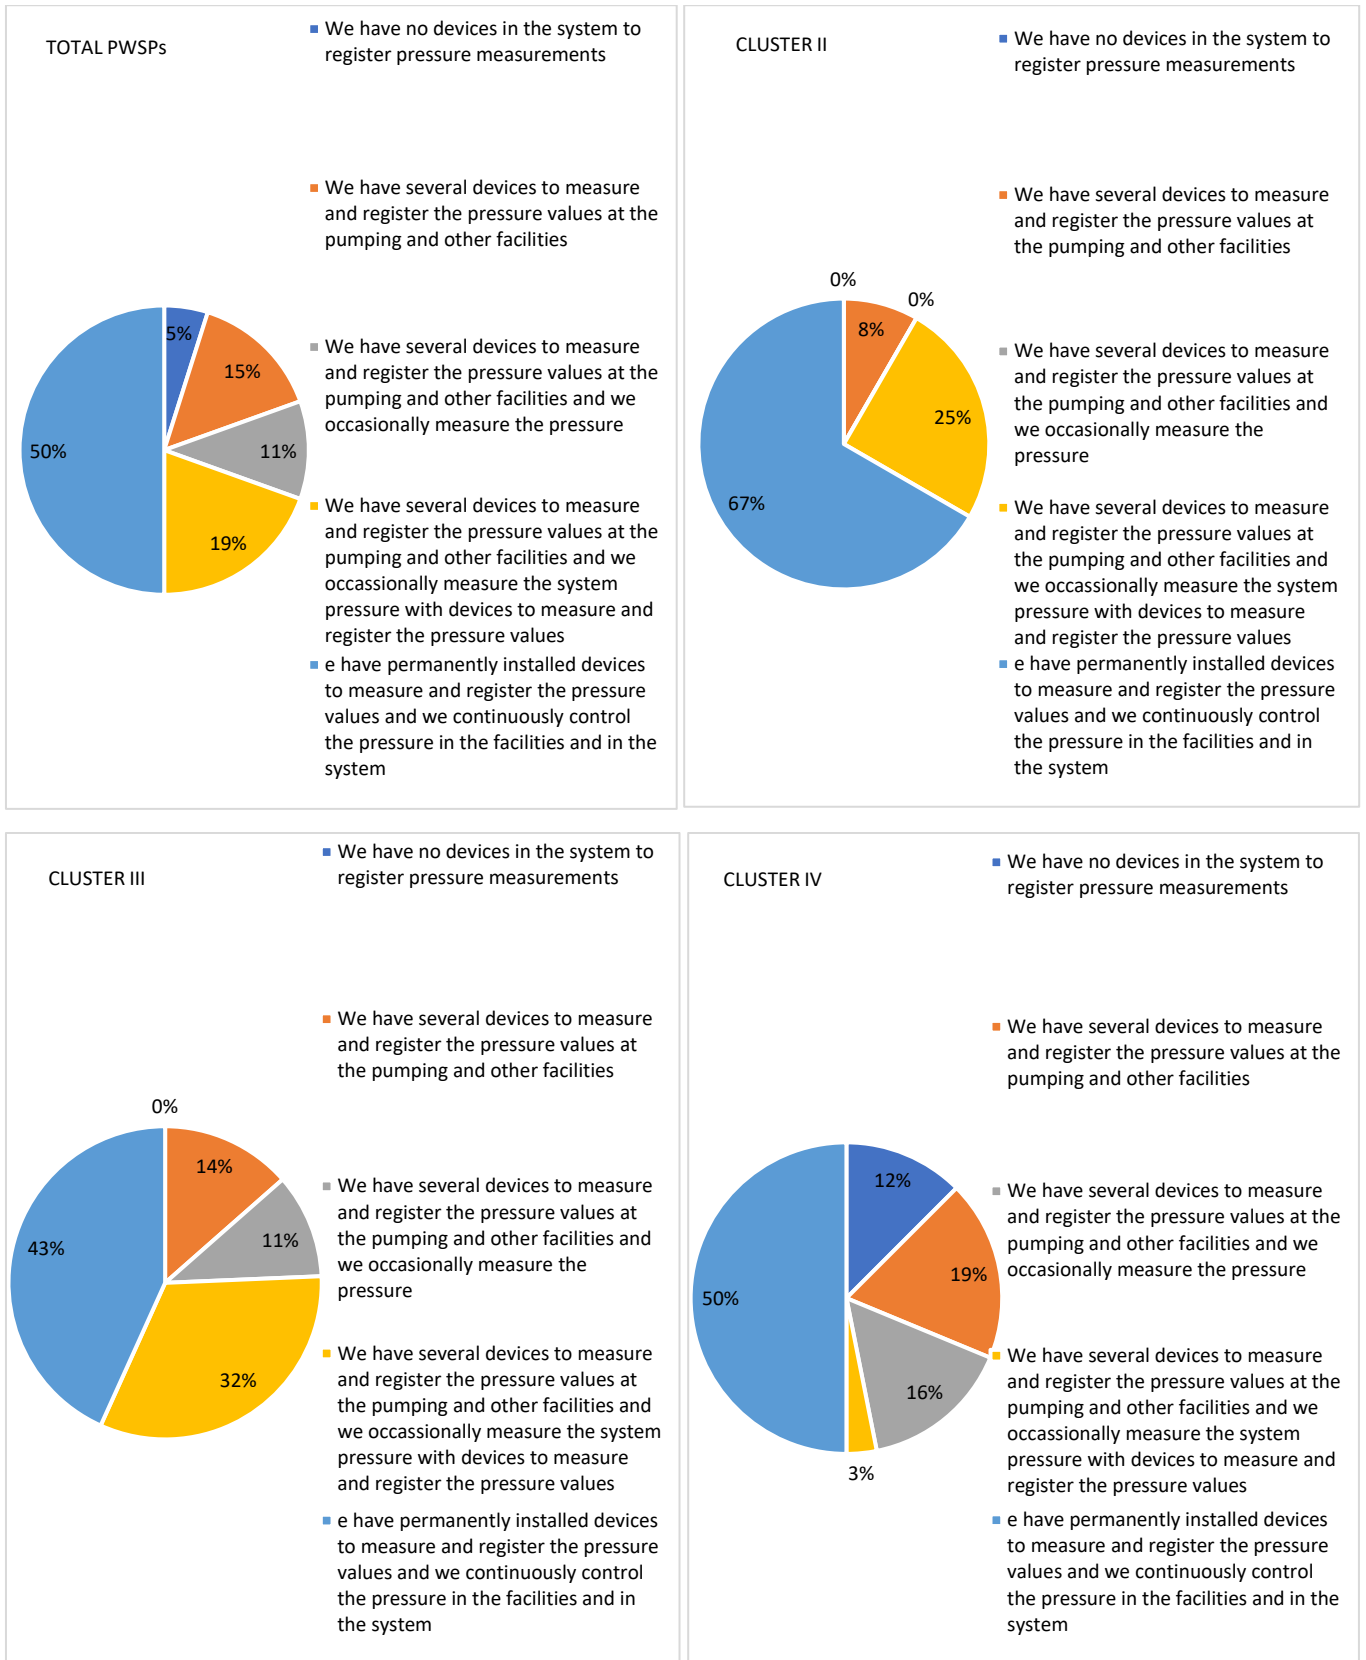 TOTAL PWSPs
We have no devices in the system to
register pressure measurements
We have several devices to measure
and register the pressure values at the
pumping and other facilities
We have several devices to measure
and register the pressure values at the
pumping and other facilities and we
occasionally measure the pressure
We have several devices to measure
and register the pressure values at the
pumping and other facilities and we
occassionally measure the system
pressure with devices to measure and
register the pressure values
e have permanently installed devices
to measure and register the pressure
values and we continuously control
the pressure in the facilities and in the
system
5%
15%
11%
19%
50%
CLUSTER II
We have no devices in the system to
register pressure measurements
We have several devices to measure
and register the pressure values at
the pumping and other facilities
We have several devices to measure
and register the pressure values at
the pumping and other facilities and
we occasionally measure the
pressure
We have several devices to measure
and register the pressure values at
the pumping and other facilities and
we occassionally measure the system
pressure with devices to measure
and register the pressure values
e have permanently installed devices
to measure and register the pressure
values and we continuously control
the pressure in the facilities and in
the system
0%
8%
0%
25%
67%
CLUSTER III
We have no devices in the system to
register pressure measurements
We have several devices to measure
and register the pressure values at
the pumping and other facilities
We have several devices to measure
and register the pressure values at
the pumping and other facilities and
we occasionally measure the
pressure
We have several devices to measure
and register the pressure values at
the pumping and other facilities and
we occassionally measure the system
pressure with devices to measure
and register the pressure values
e have permanently installed devices
to measure and register the pressure
values and we continuously control
the pressure in the facilities and in
the system
0%
14%
11%
32%
43%
CLUSTER IV
We have no devices in the system to
register pressure measurements
We have several devices to measure
and register the pressure values at the
pumping and other facilities
We have several devices to measure
and register the pressure values at the
pumping and other facilities and we
occasionally measure the pressure
We have several devices to measure
and register the pressure values at the
pumping and other facilities and we
occassionally measure the system
pressure with devices to measure and
register the pressure values
e have permanently installed devices
to measure and register the pressure
values and we continuously control
the pressure in the facilities and in the
system
12%
19%
16%
3%
50%